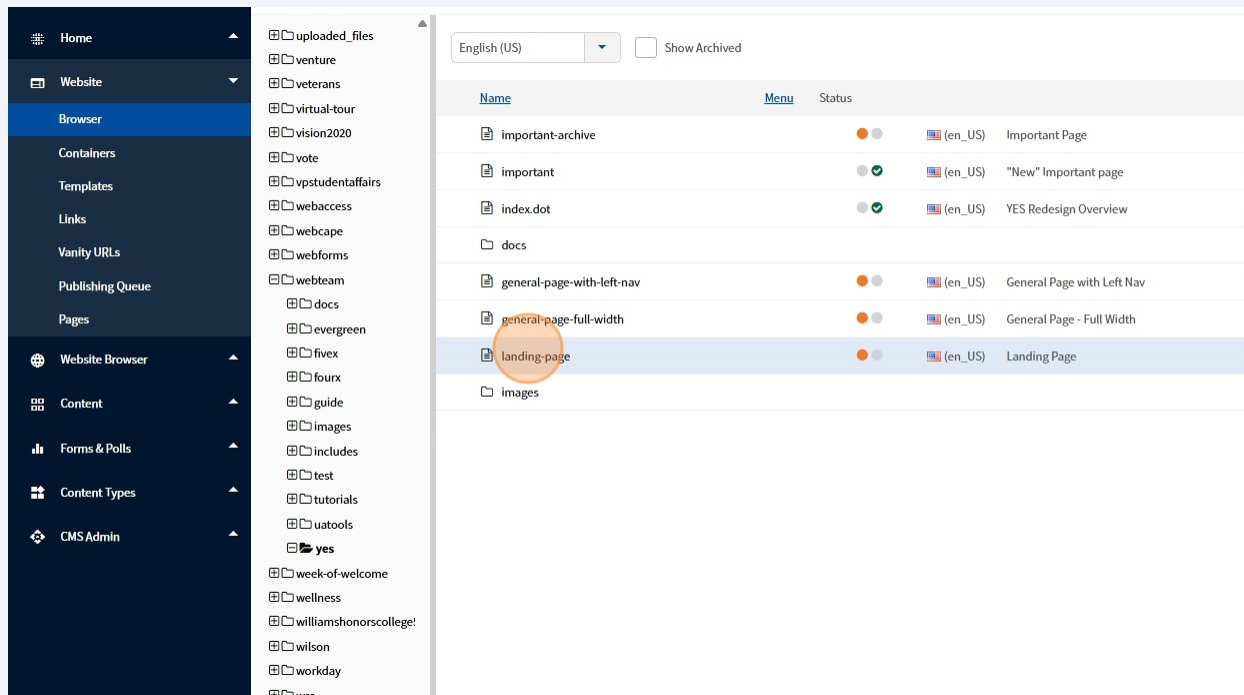 Home
Website
Browser
Containers
Templates
Links
Vanity URLs
Publishing Queue
Pages
Website Browser
Content
Forms & Polls
Content Types
CMS Admin
uploaded_files
venture
veterans
virtual-tour
vision2020
vote
vpstudentaffairs
webaccess
webcape
webforms
webteam
docs
evergreen
fivex
fourx
guide
images
includes
test
tutorials
uatools
yes
week-of-welcome
wellness
williamshonorscollege
wilson
workday
English (US) Show Archived
Name Menu Status
important-archive (en_US) Important Page
important (en_US) "New" Important page
index.dot (en_US) YES Redesign Overview
docs
general-page-with-left-nav (en_US) General Page with Left Nav
general-page-full-width (en_US) General Page - Full Width
landing-page (en_US) Landing Page
images